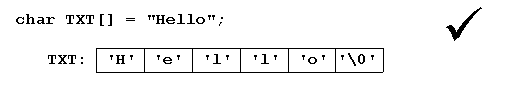 char TXT[] = "Hello";
TXT: 'H' 'e' 'l' 'l' 'o' '\0'